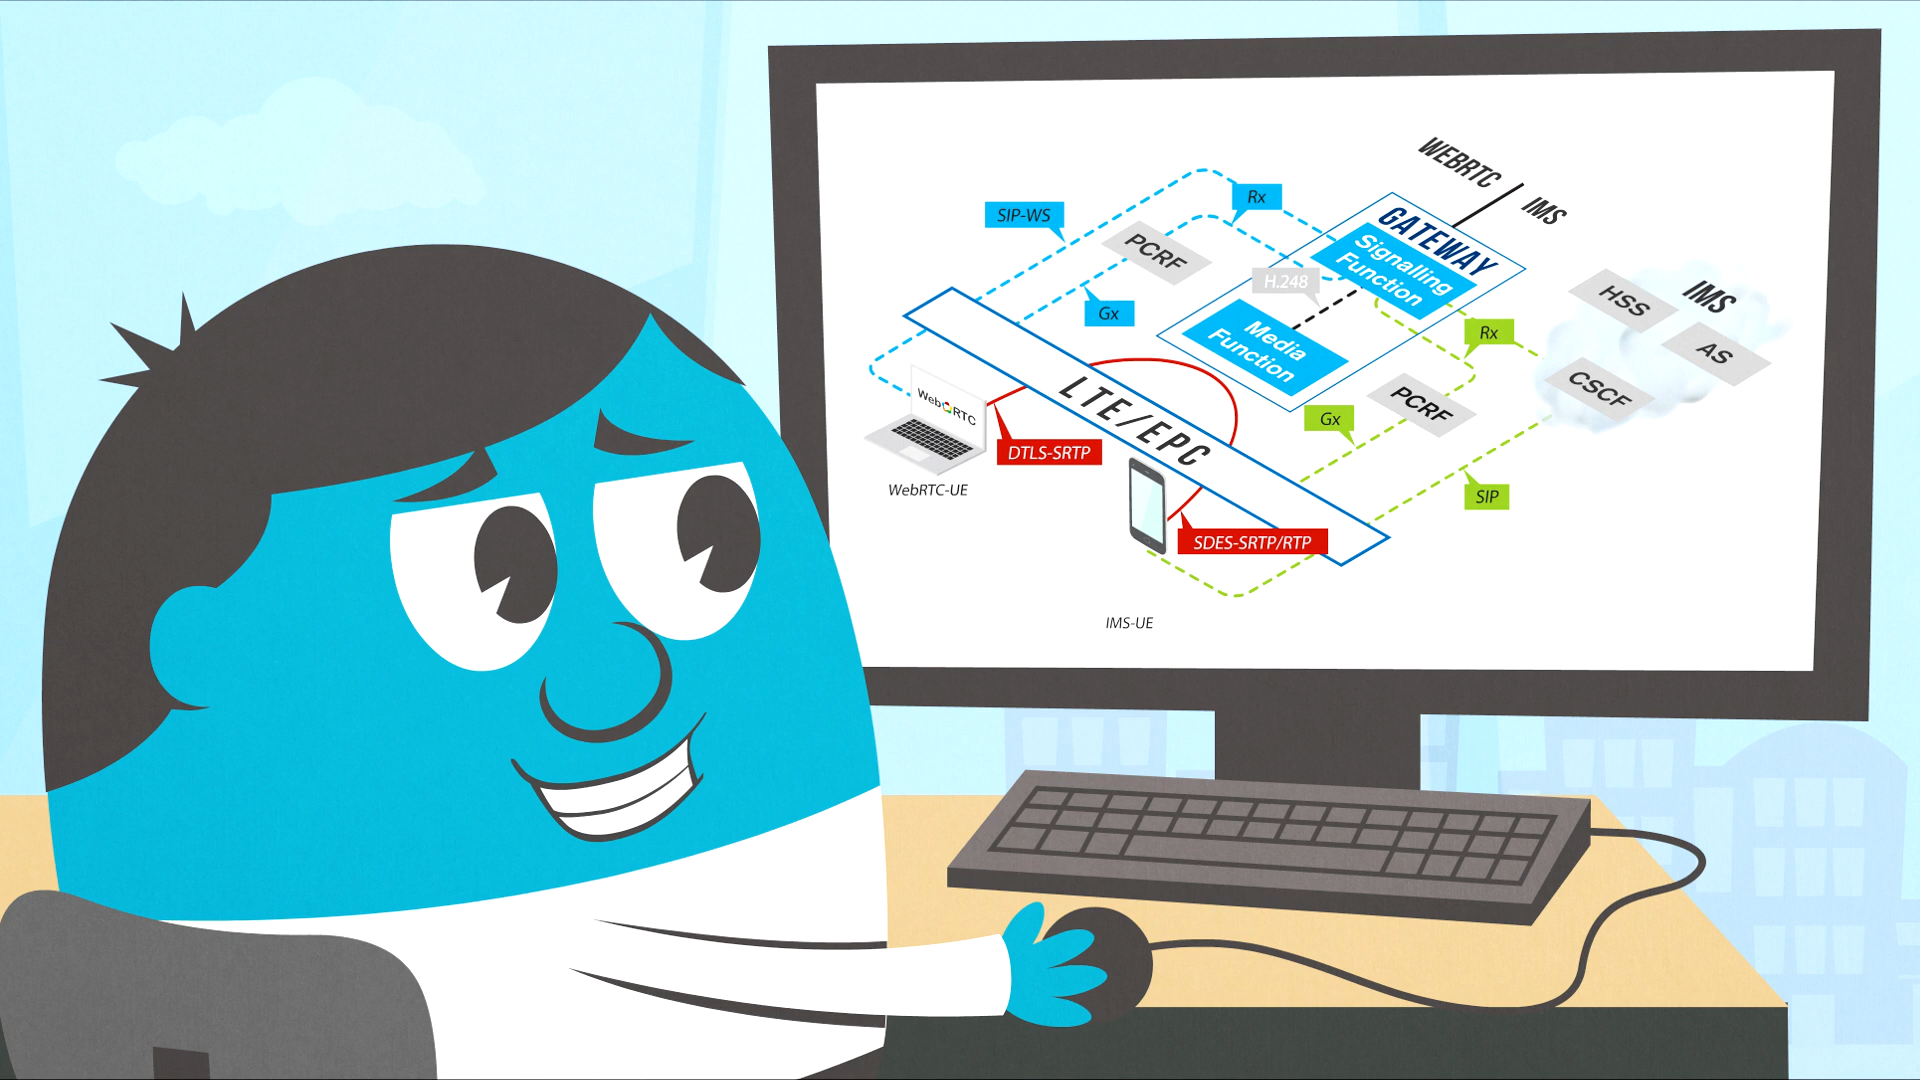 WEBRTC
IMS
Rx
SIP-WS
GATEWAY
PCRF
Signalling
Function
H.248
HSS
IMS
Gx
Media
Function
Rx
AS
CSCF
WebRTC
LTE/EPC
PCRF
Gx
DTLS-SRTP
WebRTC-UE
SIP
SDES-SRTP/RTP
IMS-UE